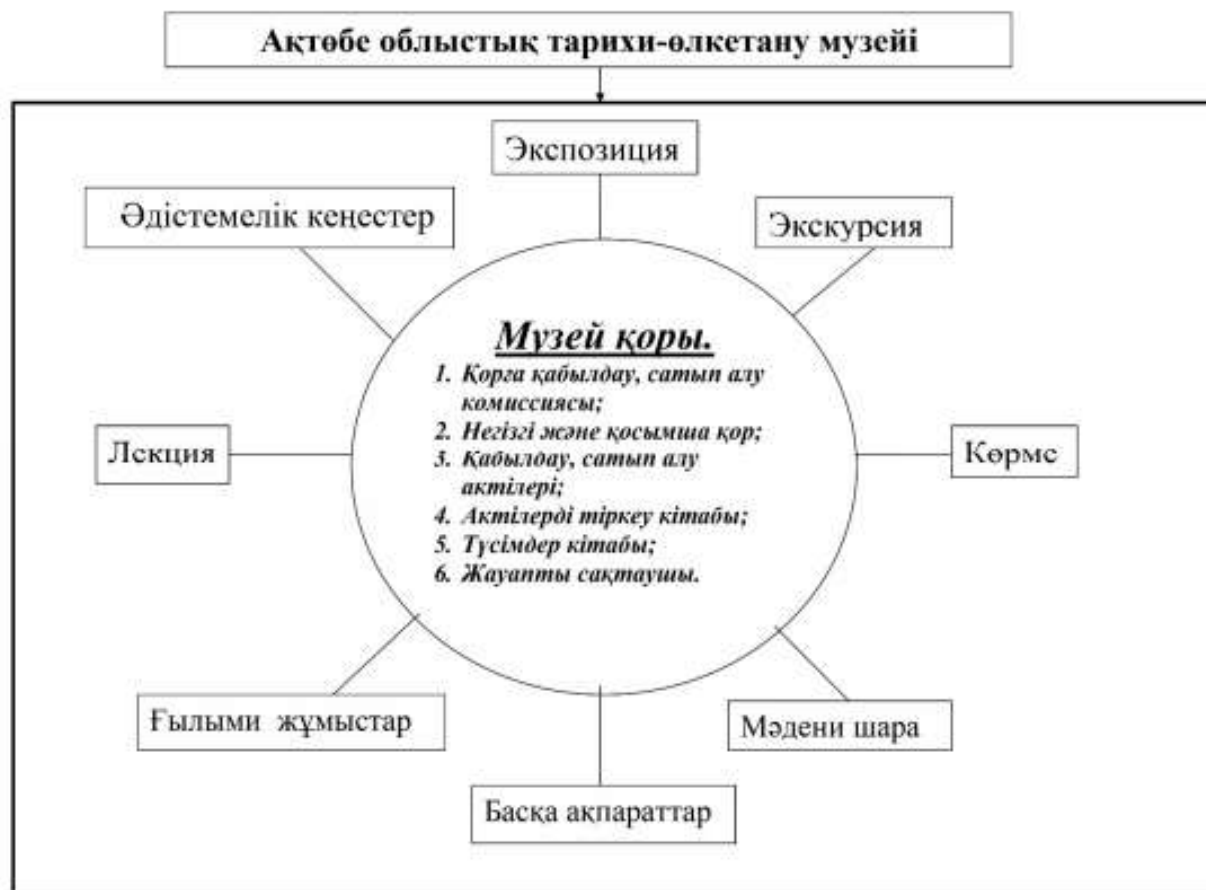 Ақтөбе облыстық тарихи-өлкетану музейі
Экспозиция
Әдістемелік кеңестер
Экскурсия
Музей қоры.
1. Қорға қабылдау, сатып алу
комиссиясы;
2. Негізгі және қосымша қор;
3. Қабылдау, сатып алу
актілері;
4. Актілерді тіркеу кітабы;
5. Түсімдер кітабы;
6. Жауапты сақтаушы.
Лекция
Көрме
Ғылыми жұмыстар
Мәдени шара
Басқа ақпараттар